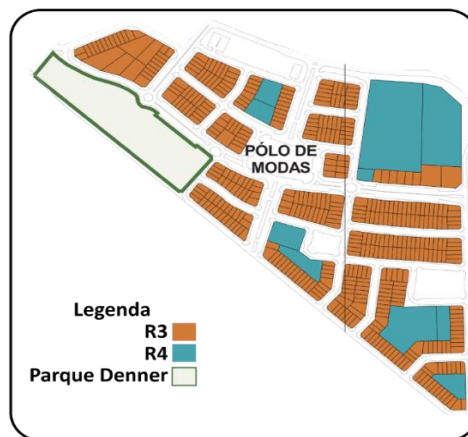 PÓLO DE
MODAS
Legenda
R3
R4
Parque Denner